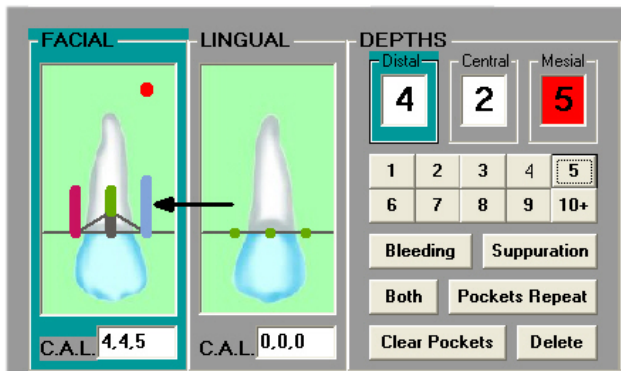 FACIAL LINGUAL DEPTHS
Distal Central Mesial
4 2 5
1 2 3 4 5
6 7 8 9 10+
Bleeding Suppuration
Both Pockets Repeat
C.A.L. 4,4,5 C.A.L. 0,0,0 Clear Pockets Delete